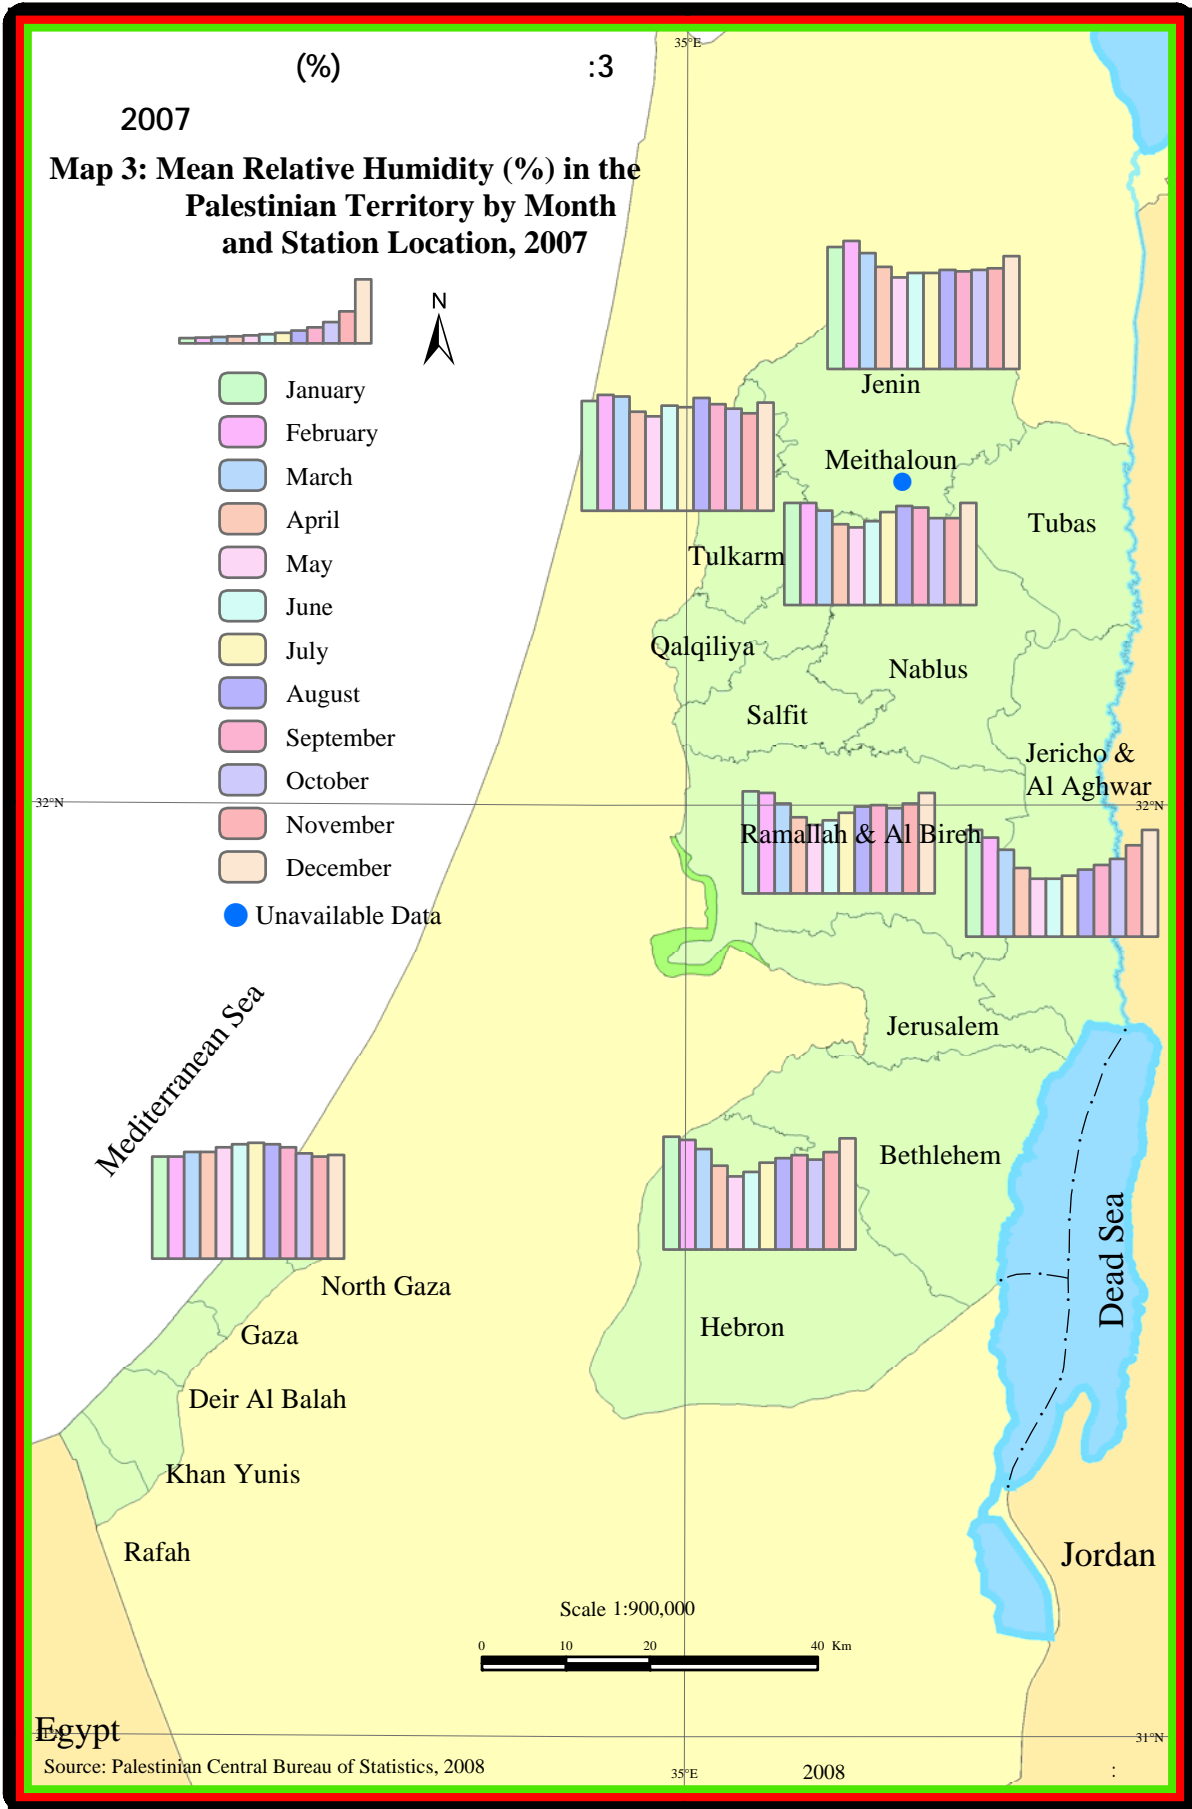 (%) :3
2007
Map 3: Mean Relative Humidity (%) in the
Palestinian Territory by Month
and Station Location, 2007
N
January
February
March
April
May
June
July
August
September
October
November
December
Unavailable Data
35°E
Jenin
Meithaloun
Tubas
Tulkarm
Qalqiliya
Nablus
Salfit
Jericho &
Al Aghwar
32°N
32°N
Ramallah & Al Bireh
Jerusalem
Mediterranean Sea
Bethlehem
Dead Sea
North Gaza
Hebron
Gaza
Deir Al Balah
Khan Yunis
Rafah
Jordan
Scale 1:900,000
0 10 20 40 Km
Egypt
31°N
31°N
Source: Palestinian Central Bureau of Statistics, 2008
35°E
2008 :